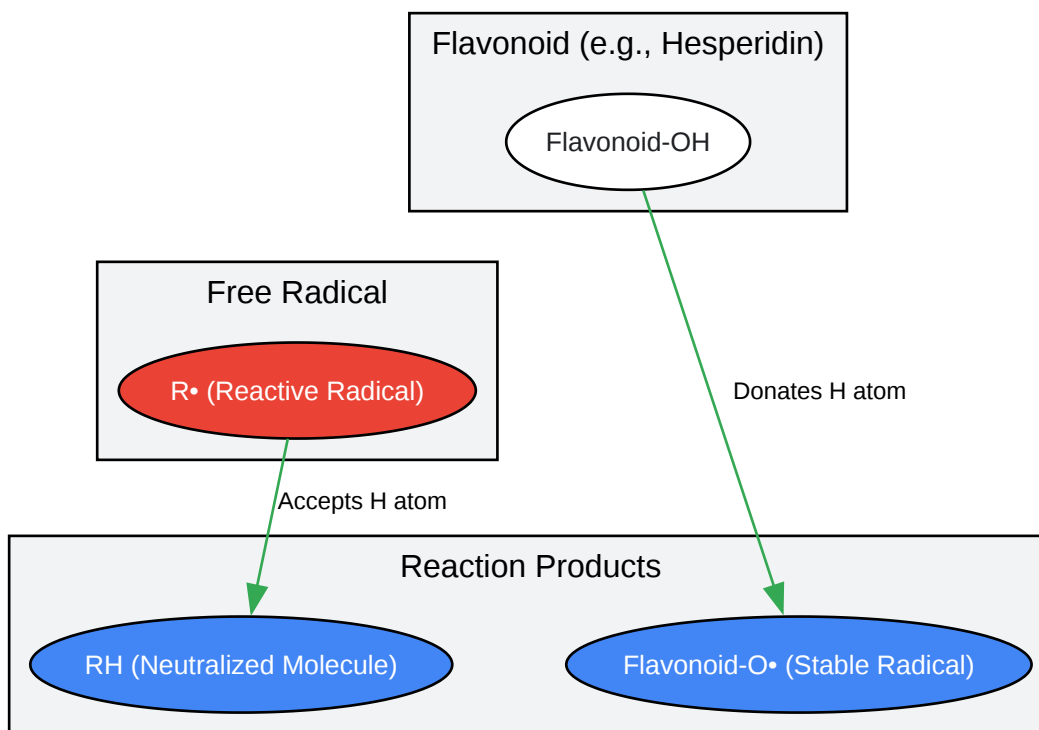 Flavonoid (e.g., Hesperidin)
Flavonoid-OH
Free Radical
R• (Reactive Radical)
Donates H atom
Accepts H atom
Reaction Products
RH (Neutralized Molecule)
Flavonoid-O• (Stable Radical)